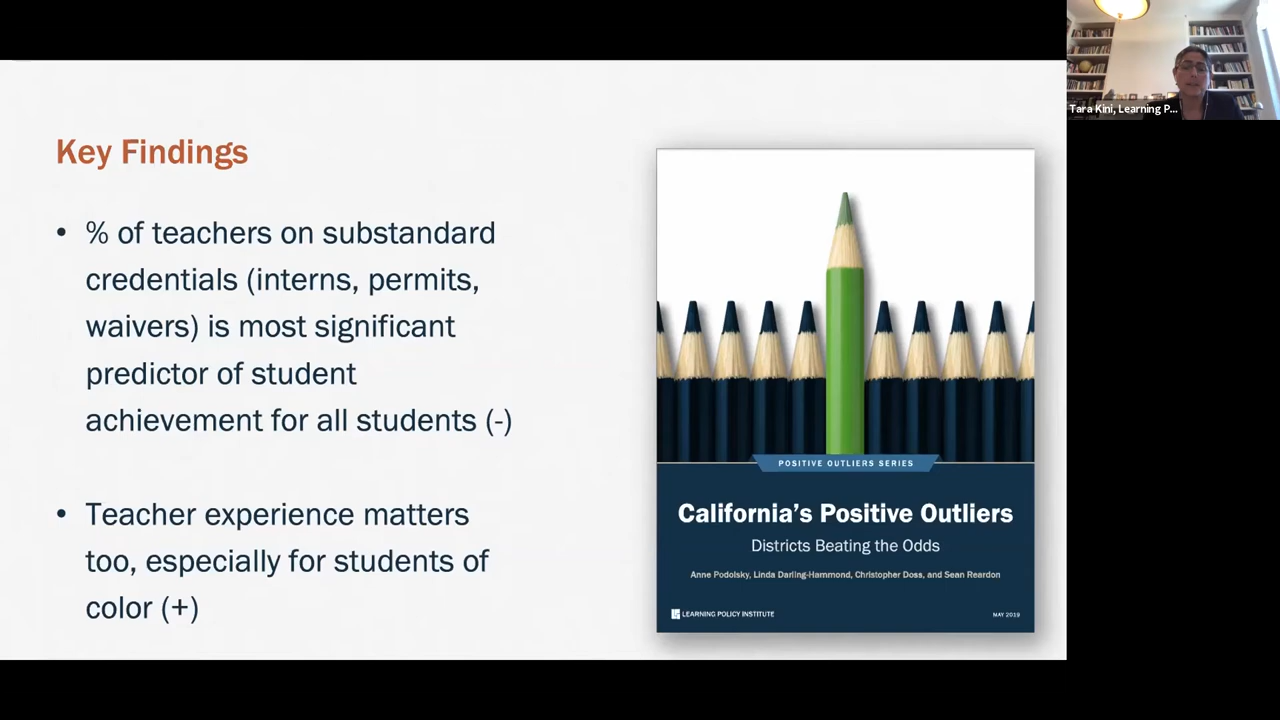 Key Findings
• % of teachers on substandard
credentials (interns, permits,
waivers) is most significant
predictor of student
achievement for all students (-)
• Teacher experience matters
too, especially for students of
color (+)
POSITIVE OUTLIERS SERIES
California's Positive Outliers
Districts Beating the Odds
Anne Podolsky, Linda Darling-Hammond, Christopher Doss, and Sean Reardon
LEARNING POLICY INSTITUTE
MAY 2019
Tara Kini, Learning P...